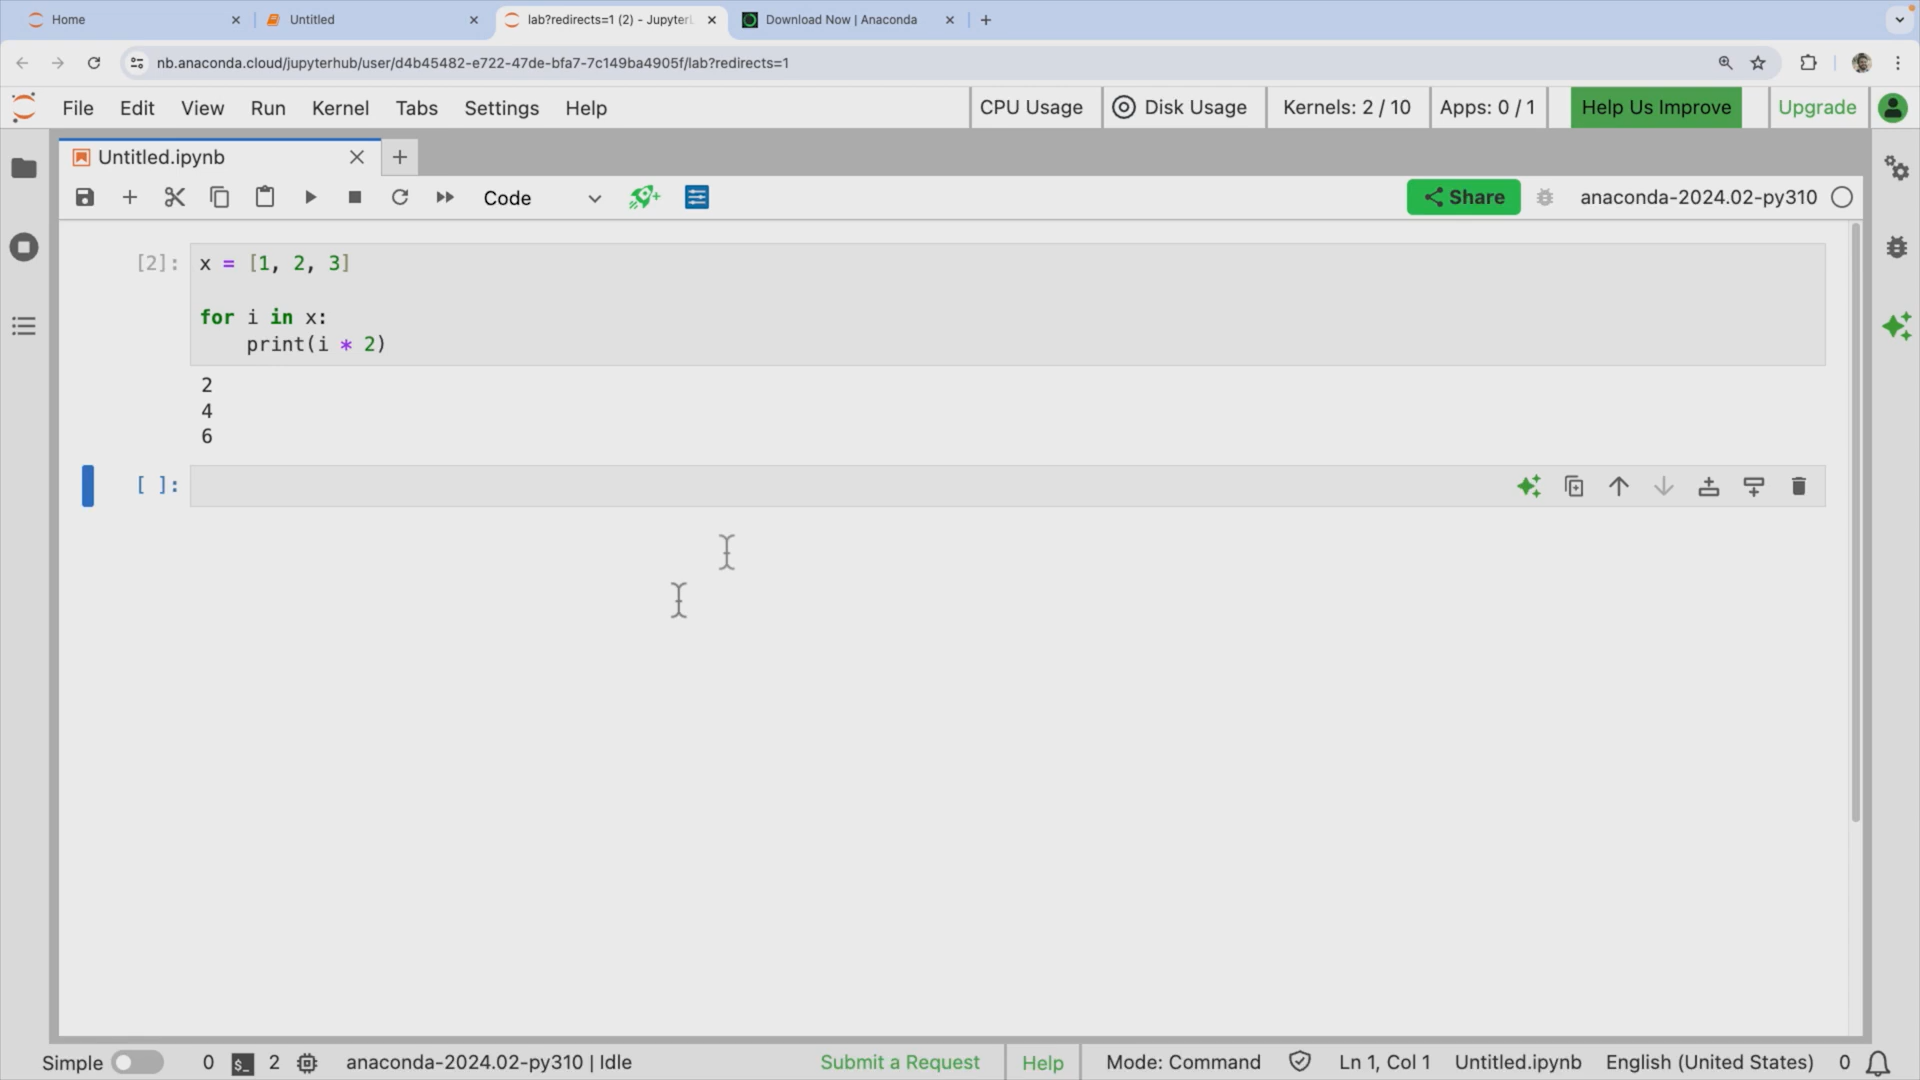 Home
Untitled
lab?redirects=1 (2) - Jupyterl
Download Now | Anaconda
nb.anaconda.cloud/jupyterhub/user/d4b45482-e722-47de-bfa7-7c149ba4905f/lab?redirects=1
File Edit View Run Kernel Tabs Settings Help
CPU Usage Disk Usage Kernels: 2 / 10 Apps: 0 / 1 Help Us Improve Upgrade
Untitled.ipynb
Code
Share
anaconda-2024.02-py310
[2]: x = [1, 2, 3]
for i in x:
    print(i * 2)
2
4
6
[ ]:
Simple 0 $_ 2 anaconda-2024.02-py310 | Idle Submit a Request Help Mode: Command Ln 1, Col 1 Untitled.ipynb English (United States) 0